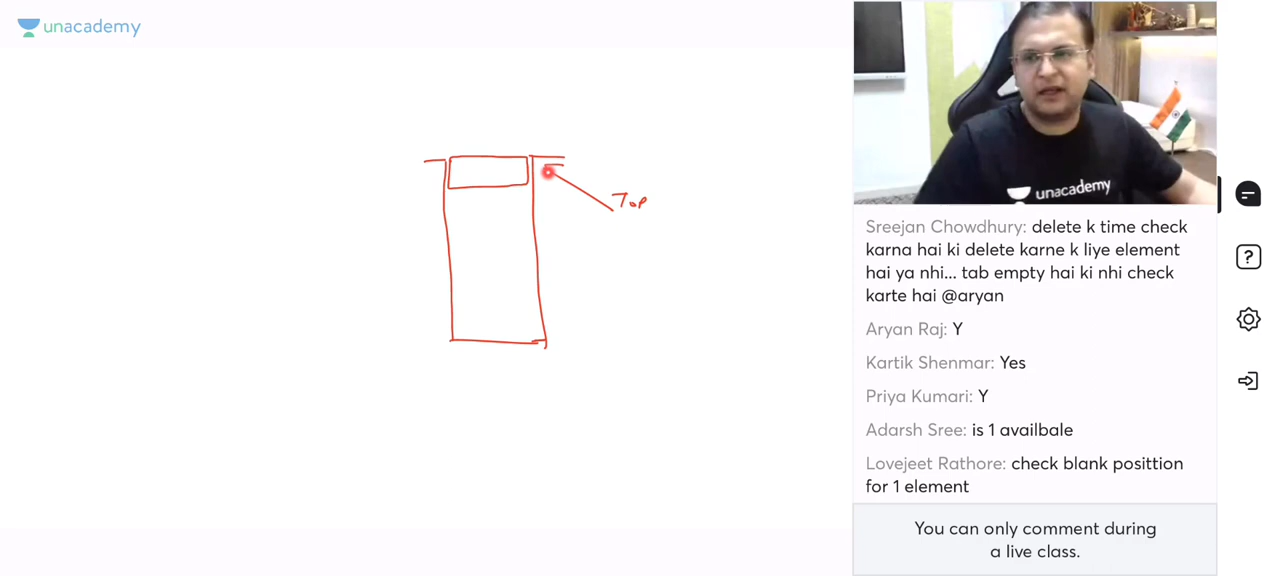 unacademy
Top
unacademy
Sreejan Chowdhury: delete k time check
karna hai ki delete karne k liye element
hai ya nhi... tab empty hai ki nhi check
karte hai @aryan
Aryan Raj: Y
Kartik Shenmar: Yes
Priya Kumari: Y
Adarsh Sree: is 1 availbale
Lovejeet Rathore: check blank posittion
for 1 element
You can only comment during
a live class.